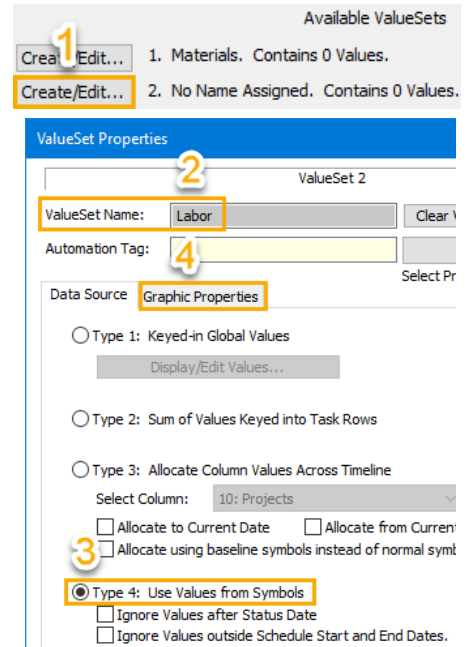 Available ValueSets
1
Create/Edit... 1. Materials. Contains 0 Values.
Create/Edit... 2. No Name Assigned. Contains 0 Values.
ValueSet Properties
2
ValueSet 2
ValueSet Name: Labor Clear V
Automation Tag:
4
Select Pr
Data Source Graphic Properties
Type 1: Keyed-in Global Values
Display/Edit Values...
Type 2: Sum of Values Keyed into Task Rows
Type 3: Allocate Column Values Across Timeline
Select Column: 10: Projects
Allocate to Current Date Allocate from Current
3
Allocate using baseline symbols instead of normal symb
Type 4: Use Values from Symbols
Ignore Values after Status Date
Ignore Values outside Schedule Start and End Dates.